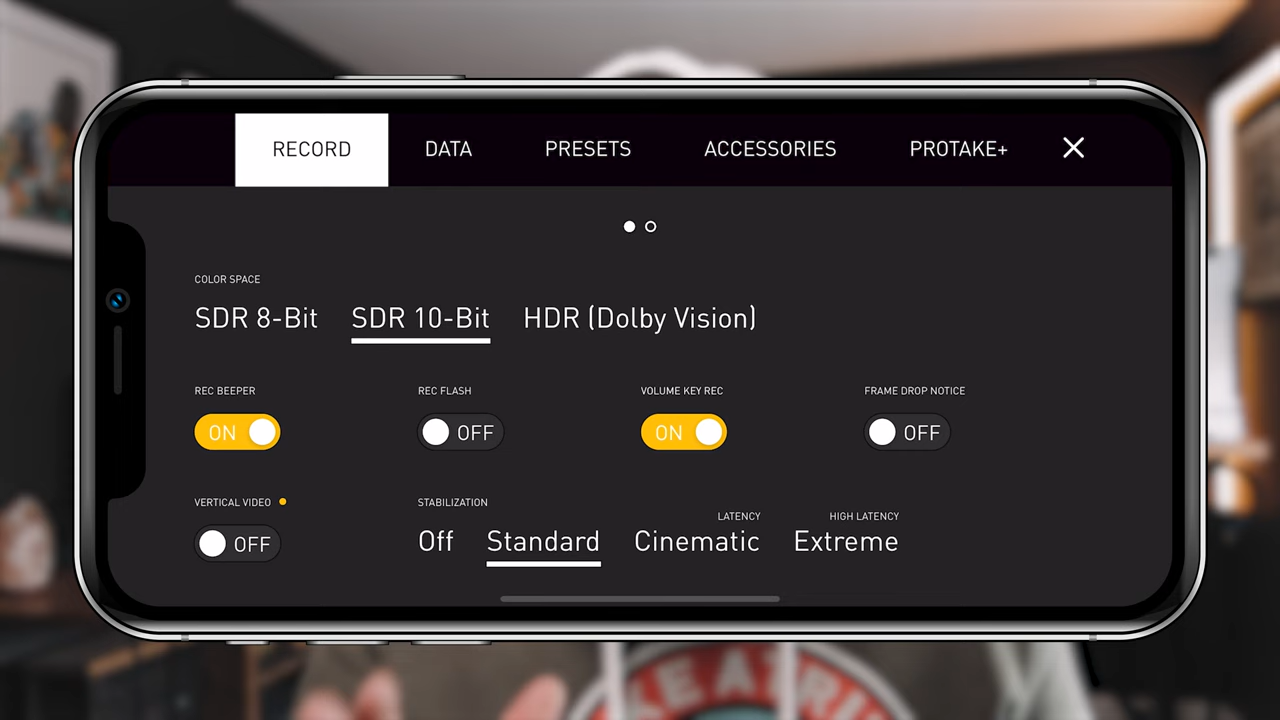 RECORD DATA PRESETS ACCESSORIES PROTAKE+
COLOR SPACE
SDR 8-Bit SDR 10-Bit HDR (Dolby Vision)
REC BEEPER REC FLASH VOLUME KEY REC FRAME DROP NOTICE
ON OFF ON OFF
VERTICAL VIDEO STABILIZATION
LATENCY HIGH LATENCY
OFF Off Standard Cinematic Extreme